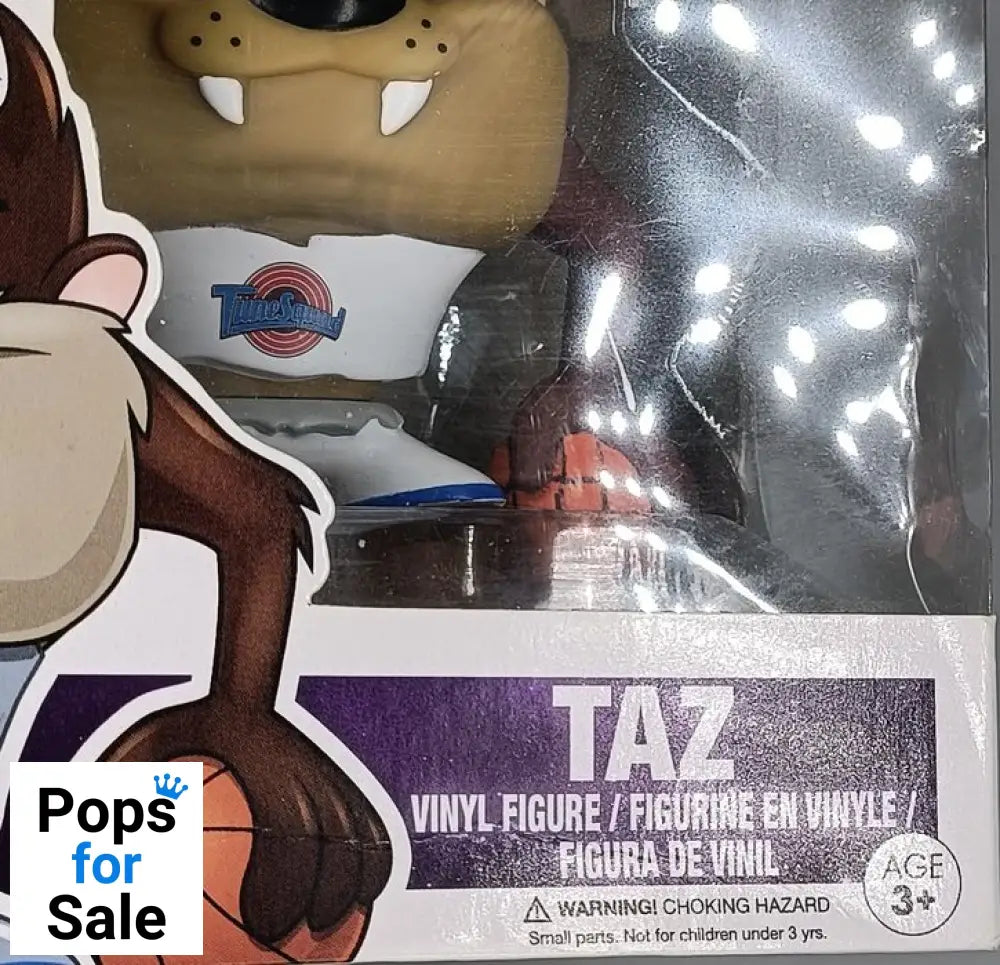 TuneSquad
TAZ
VINYL FIGURE / FIGURINE EN VINYLE /
FIGURA DE VINIL
AGE
3+
⚠ WARNING! CHOKING HAZARD
Small parts. Not for children under 3 yrs.
Pops
for
Sale